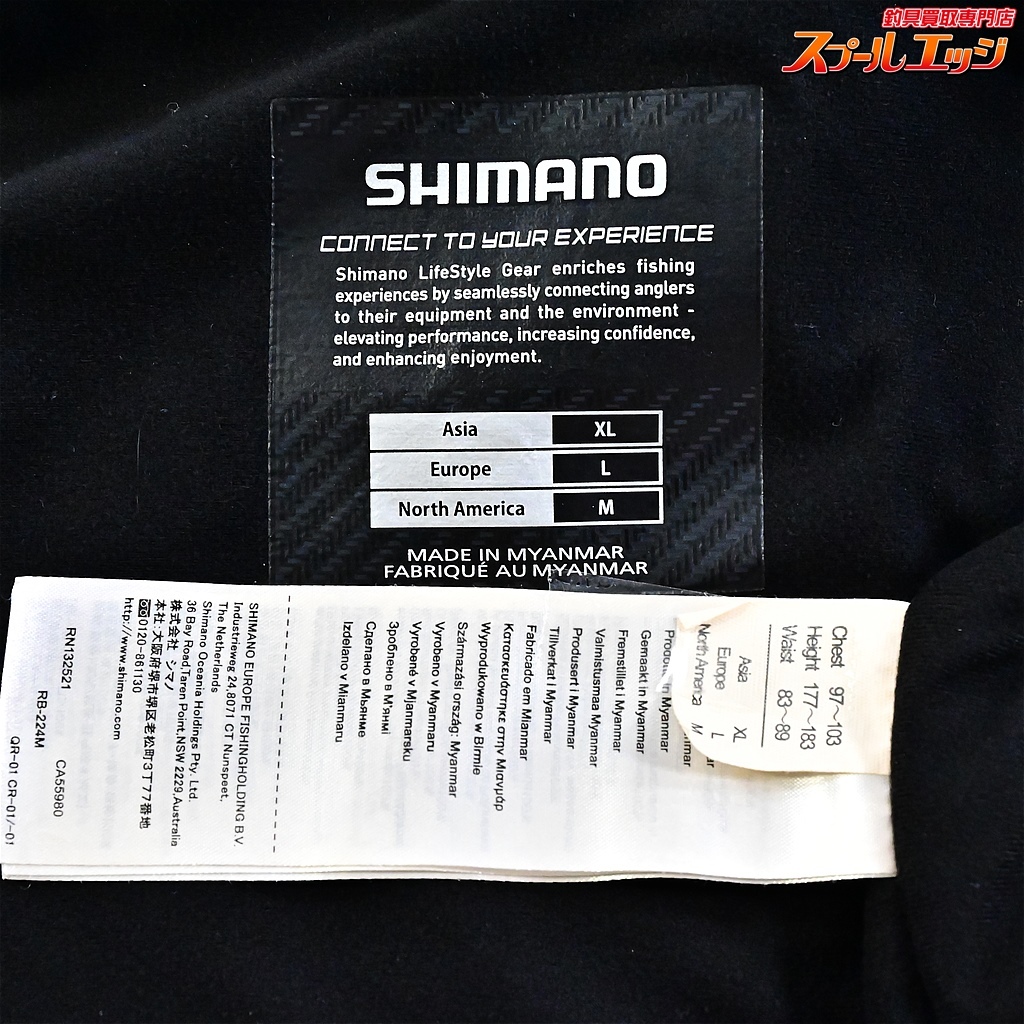 釣具買取専門店
スプールエッジ
SHIMANO
CONNECT TO YOUR EXPERIENCE
Shimano LifeStyle Gear enriches fishing
experiences by seamlessly connecting anglers
to their equipment and the environment -
elevating performance, increasing confidence,
and enhancing enjoyment.
Asia XL
Europe L
North America M
MADE IN MYANMAR
FABRIQUÉ AU MYANMAR
Chest 97~103
Height 177~183
Waist 83~89
Asia XL
Europe L
North America M
in Myanmar
Gemaakt in Myanmar
Fremstillet i Myanmar
Valmistusmaa Myanmar
Produsert i Myanmar
Tillverkat i Myanmar
Fabricado em Mianmar
Κατασκευάστηκε στην Μιανμάρ
Wyprodukowano w Birmie
Származási ország: Myanmar
Vyrobeno v Myanmaru
Vyrobené v Mjanmarsku
Зроблено в М'янмі
Сделано в Мьянме
Izdelano v Mianmaru
SHIMANO EUROPE FISHINGHOLDING B.V.
Industrieweg 24,8071 CT Nunspeet,
The Netherlands
Shimano Oceania Holdings Pty. Ltd.
36 Bay Road,Taren Point,NSW 2229,Australia
株式会社 シマノ
本社:大阪府堺市堺区老松町3丁77番地
0120-861130
http://www.shimano.com
RN132521 CA55980
RB-224M
QR-01 CR-01/-01